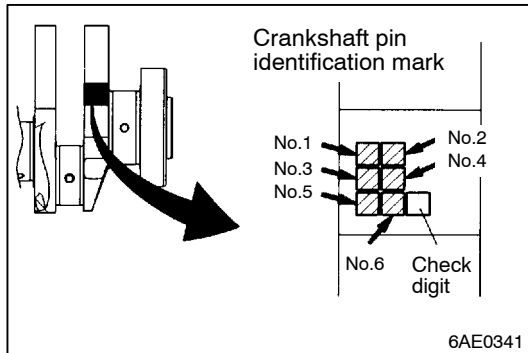 Crankshaft pin
identification mark
No.1
No.2
No.3
No.4
No.5
No.6
Check
digit
6AE0341